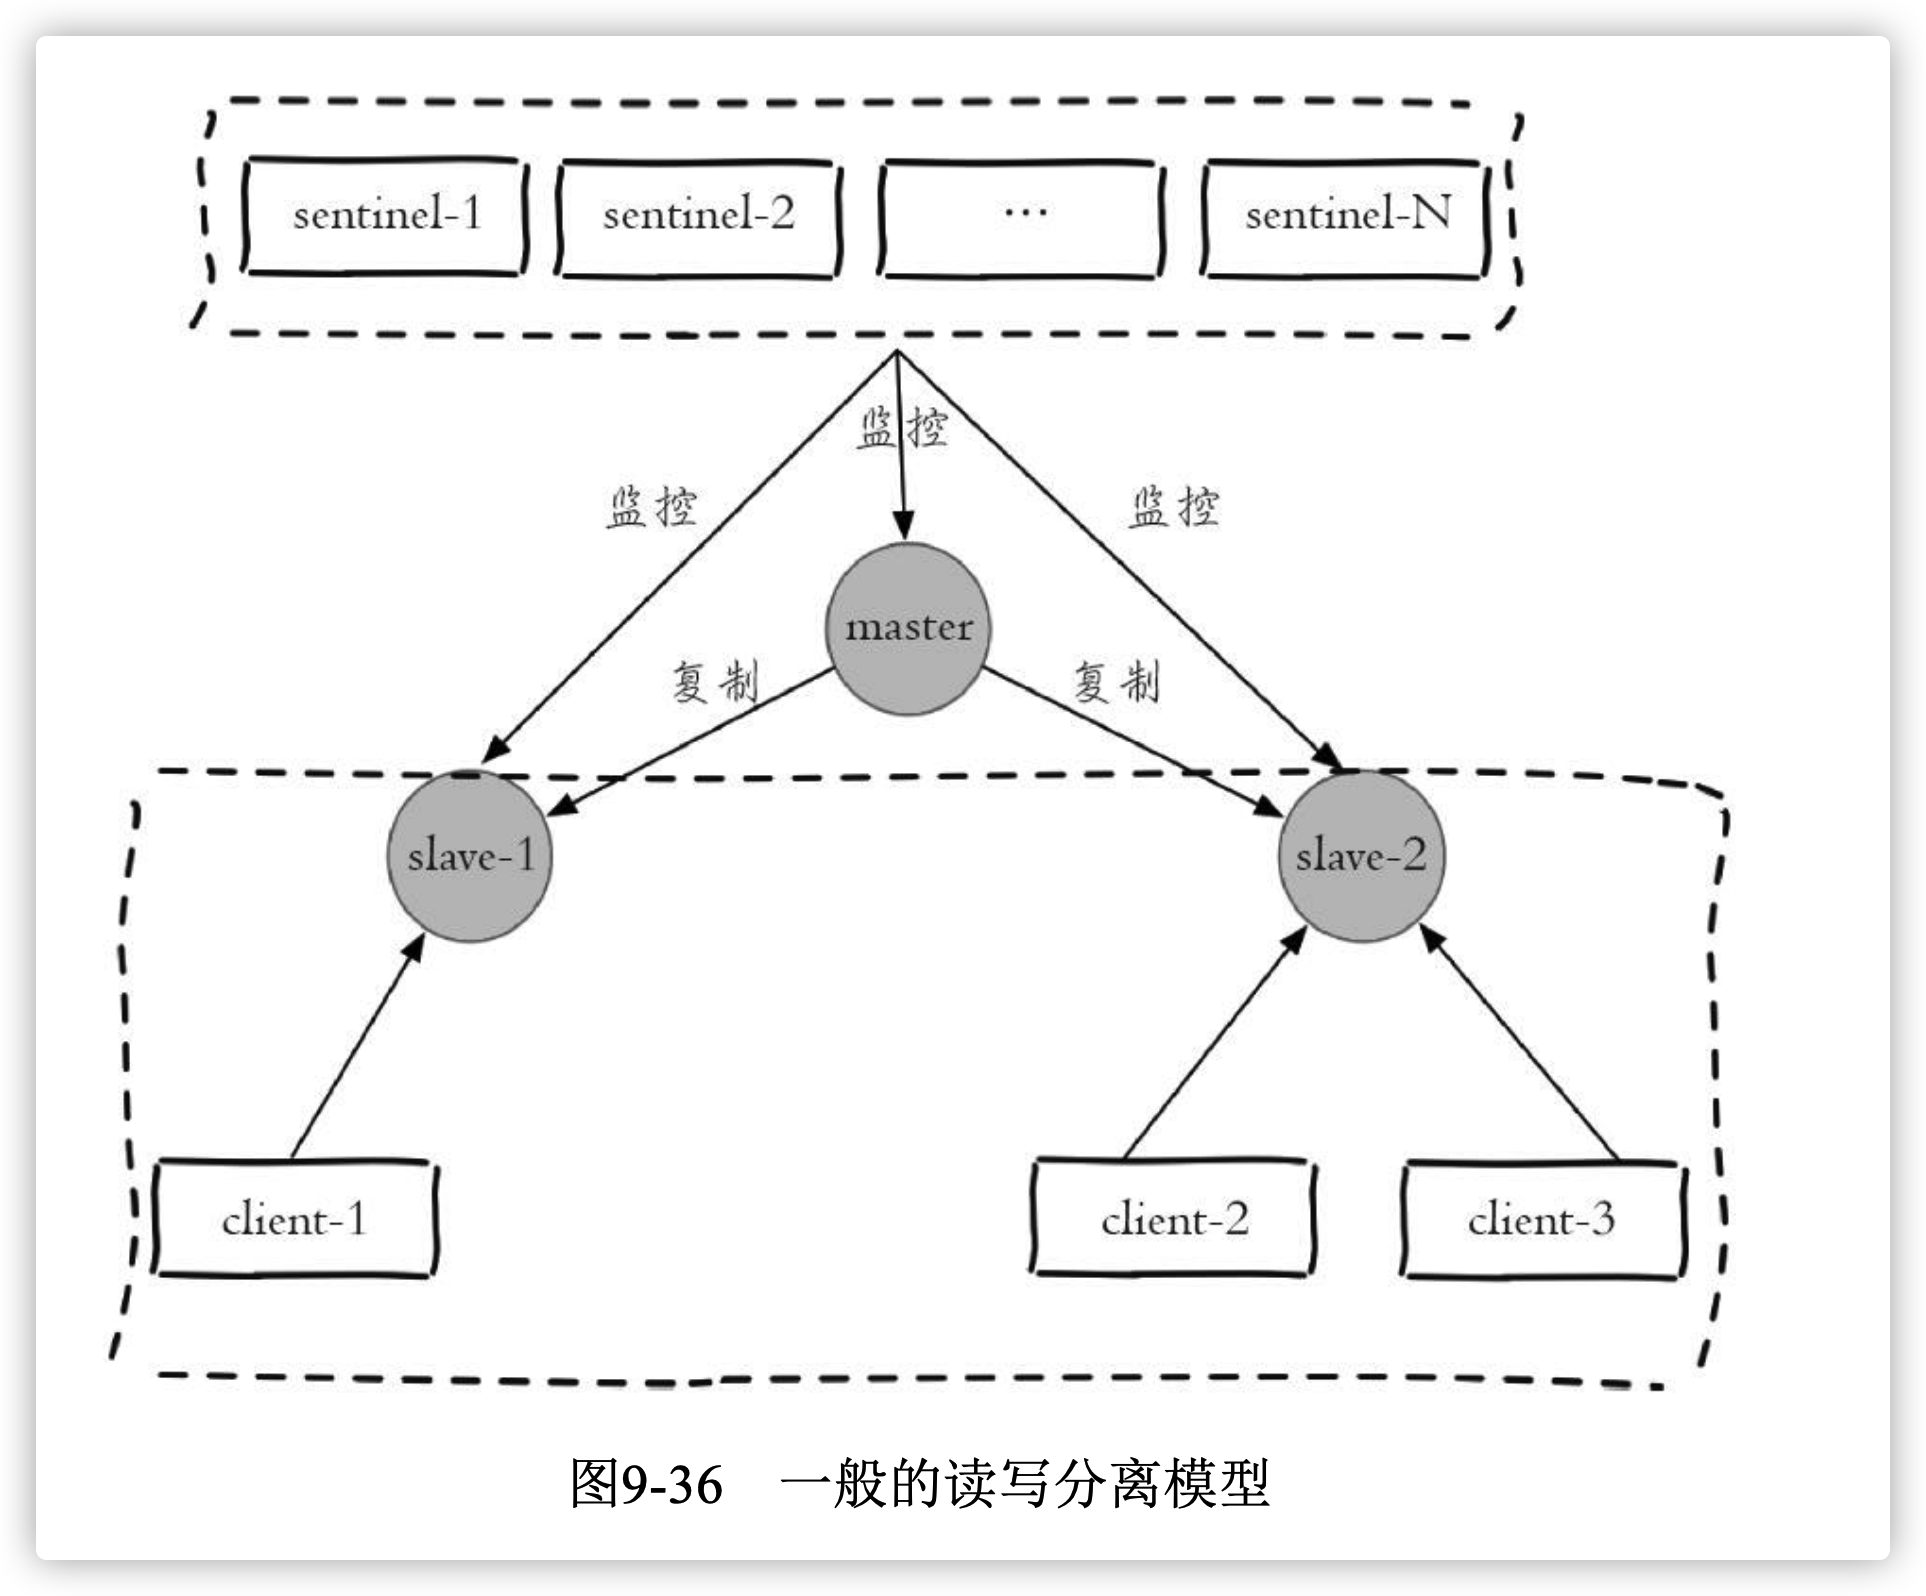 sentinel-1 sentinel-2 ... sentinel-N
监控
监控 监控
master
复制 复制
slave-1 slave-2
client-1 client-2 client-3
图9-36 一般的读写分离模型